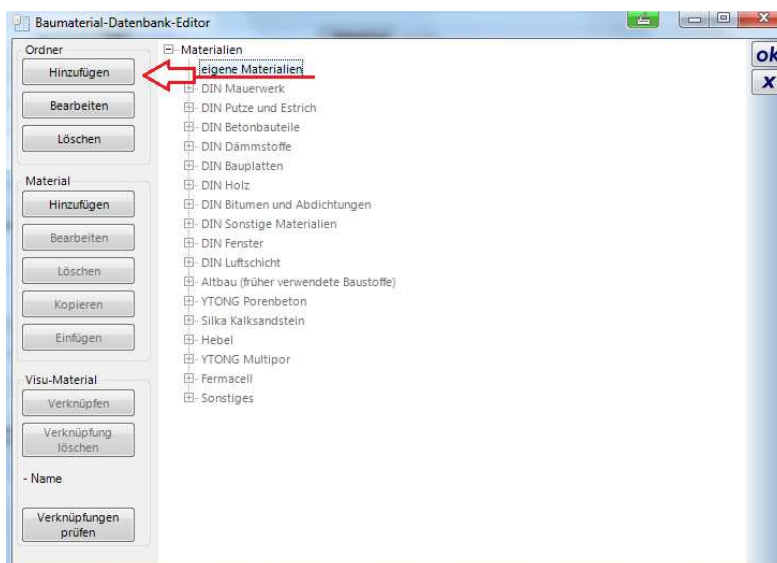 Baumaterial-Datenbank-Editor
Ordner
Hinzufügen
Bearbeiten
Löschen
Material
Hinzufügen
Bearbeiten
Löschen
Kopieren
Einfügen
Visu-Material
Verknüpfen
Verknüpfung
löschen
- Name
Verknüpfungen
prüfen
Materialien
eigene Materialien
DIN Mauerwerk
DIN Putze und Estrich
DIN Betonbauteile
DIN Dämmstoffe
DIN Bauplatten
DIN Holz
DIN Bitumen und Abdichtungen
DIN Sonstige Materialien
DIN Fenster
DIN Luftschicht
Altbau (früher verwendete Baustoffe)
YTONG Porenbeton
Silka Kalksandstein
Hebel
YTONG Multipor
Fermacell
Sonstiges
ok
X